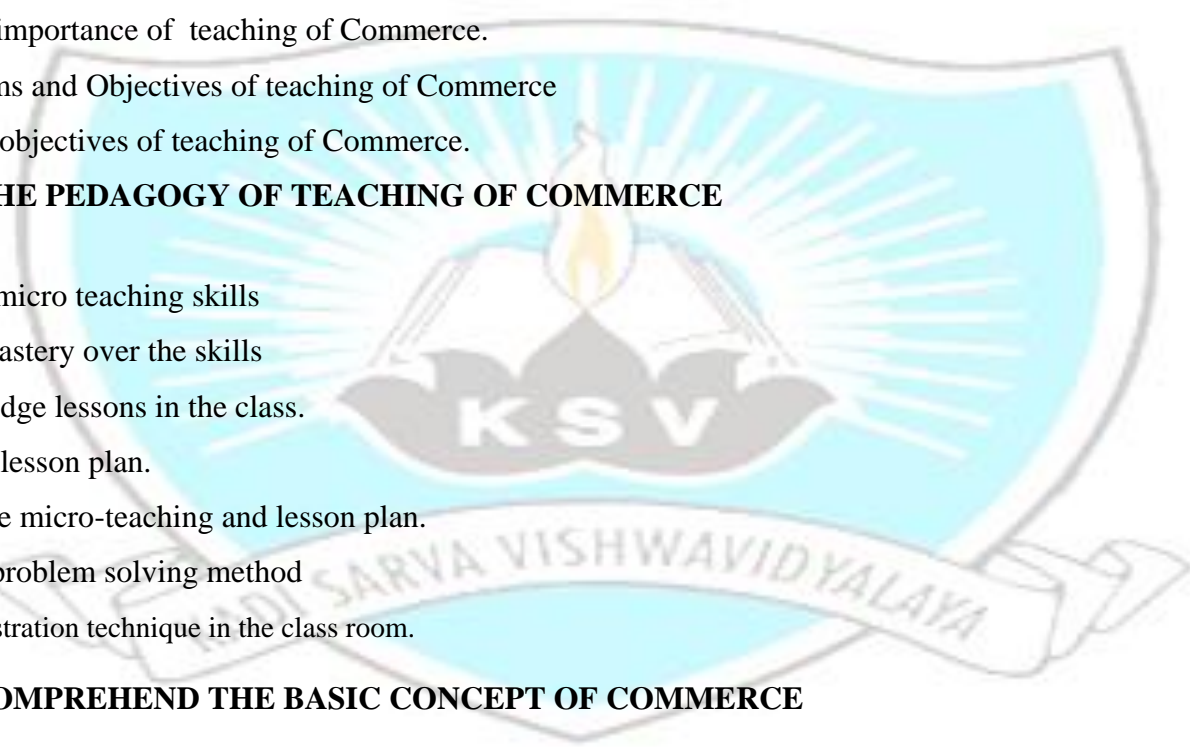 importance of teaching of Commerce.
ns and Objectives of teaching of Commerce
objectives of teaching of Commerce.
HE PEDAGOGY OF TEACHING OF COMMERCE
micro teaching skills
astery over the skills
KSV
dge lessons in the class.
lesson plan.
e micro-teaching and lesson plan.
problem solving method
KADI SARVA VISHWAVIDYALAYA
stration technique in the class room.
OMPREHEND THE BASIC CONCEPT OF COMMERCE